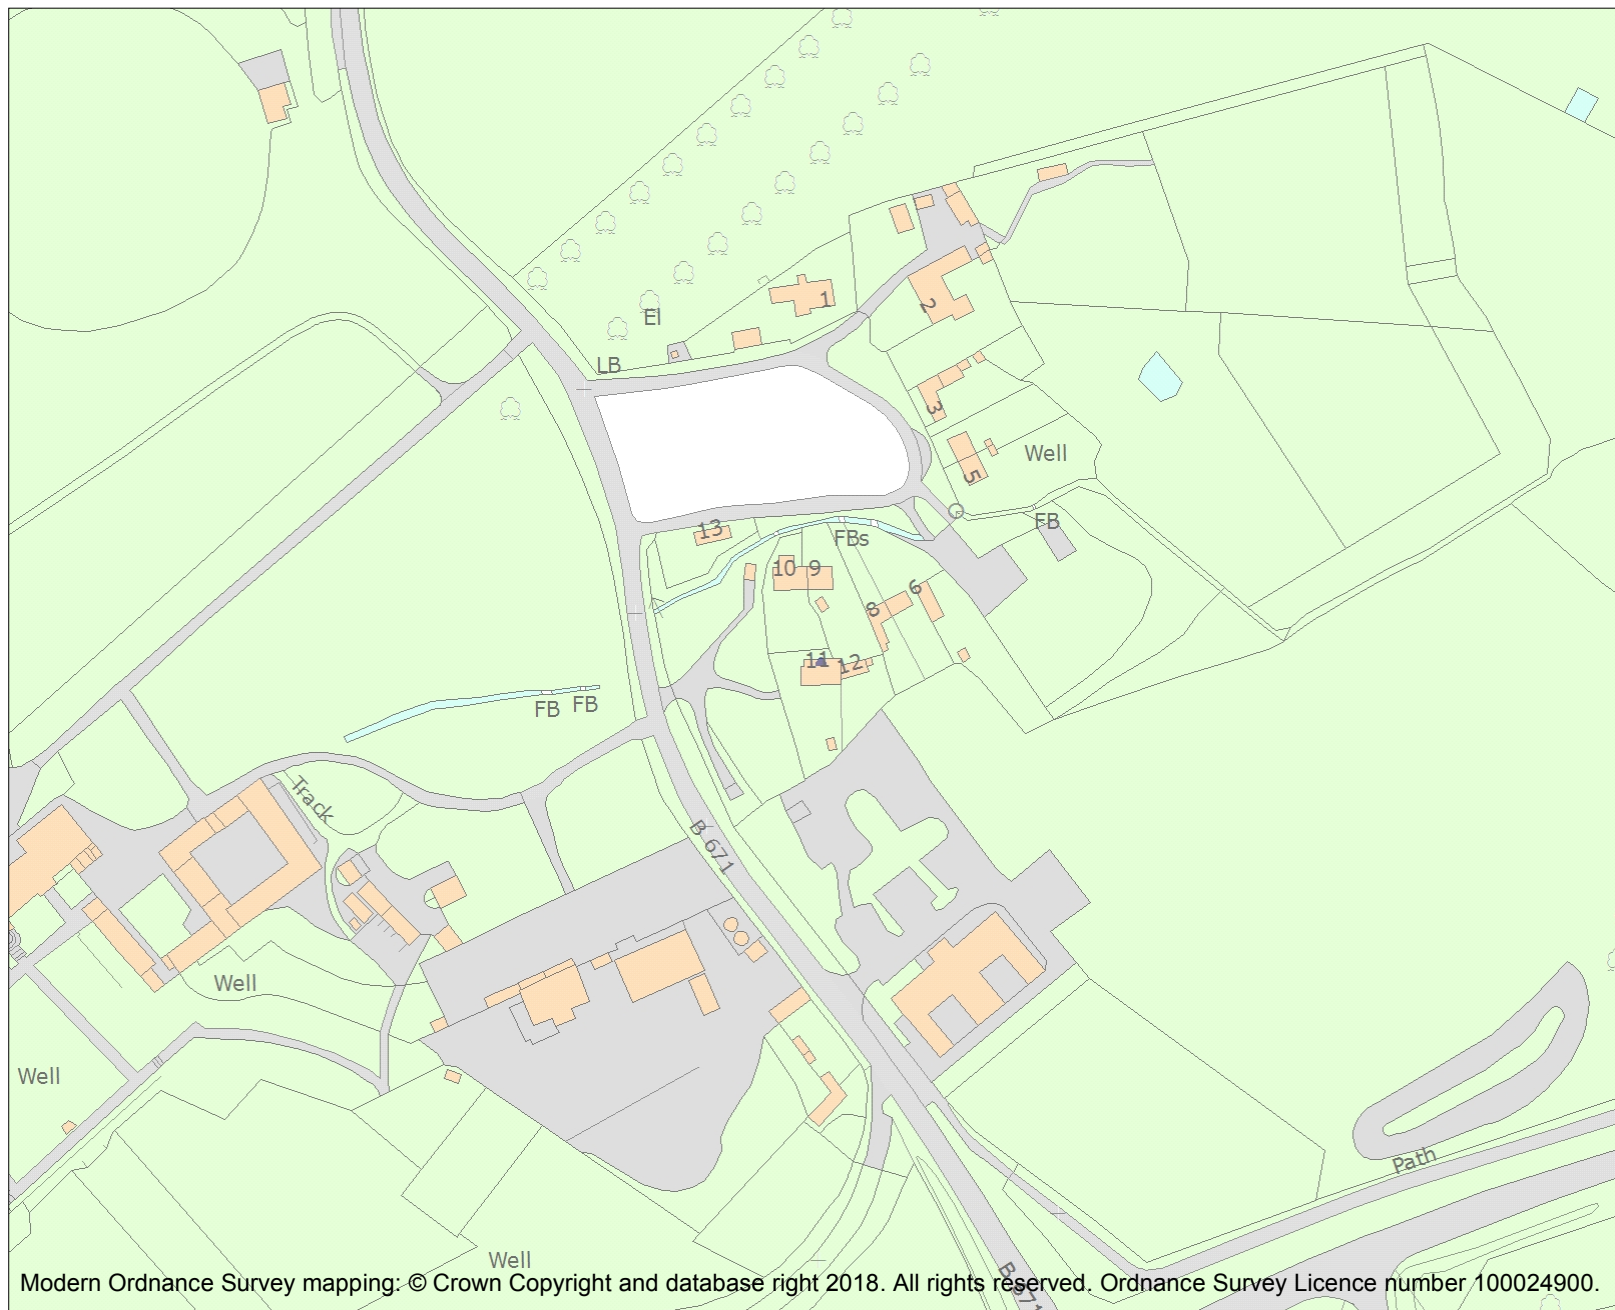 1
2
El
LB
3
Well
5
FB
13
FBs
10 9
6
8
11 12
FB FB
Track
B 671
Well
Well
Path
Well
B 671
Modern Ordnance Survey mapping: © Crown Copyright and database right 2018. All rights reserved. Ordnance Survey Licence number 100024900.